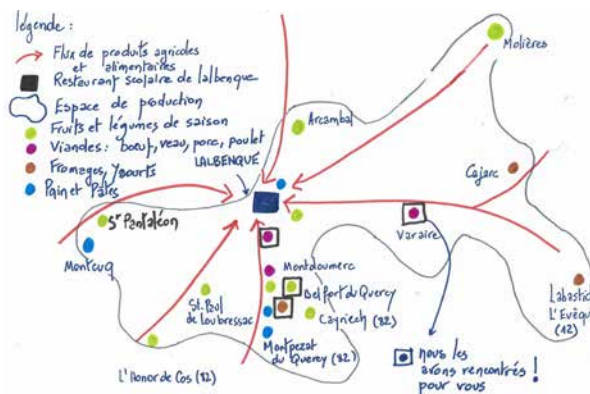 légende :
Flux de produits agricoles
et alimentaires
Restaurant scolaire de lalbenque
Espace de production
Fruits et légumes de saison
Viandes : bœuf, veau, porc, poulet
Fromages, yaourts
Pain et Pâtes
LALBENQUE
Molières
Arcambal
Cajarc
St Pantaléon
Montcuq
Varaire
Montdoumerc
St. Paul
de Loubressac
Belfort du Quercy
Cayriech (82)
Labastide
L'Evêque
(12)
Montpezat
du Quercy (82)
L'Honor de Cos (82)
nous les
avons rencontrés !
pour vous